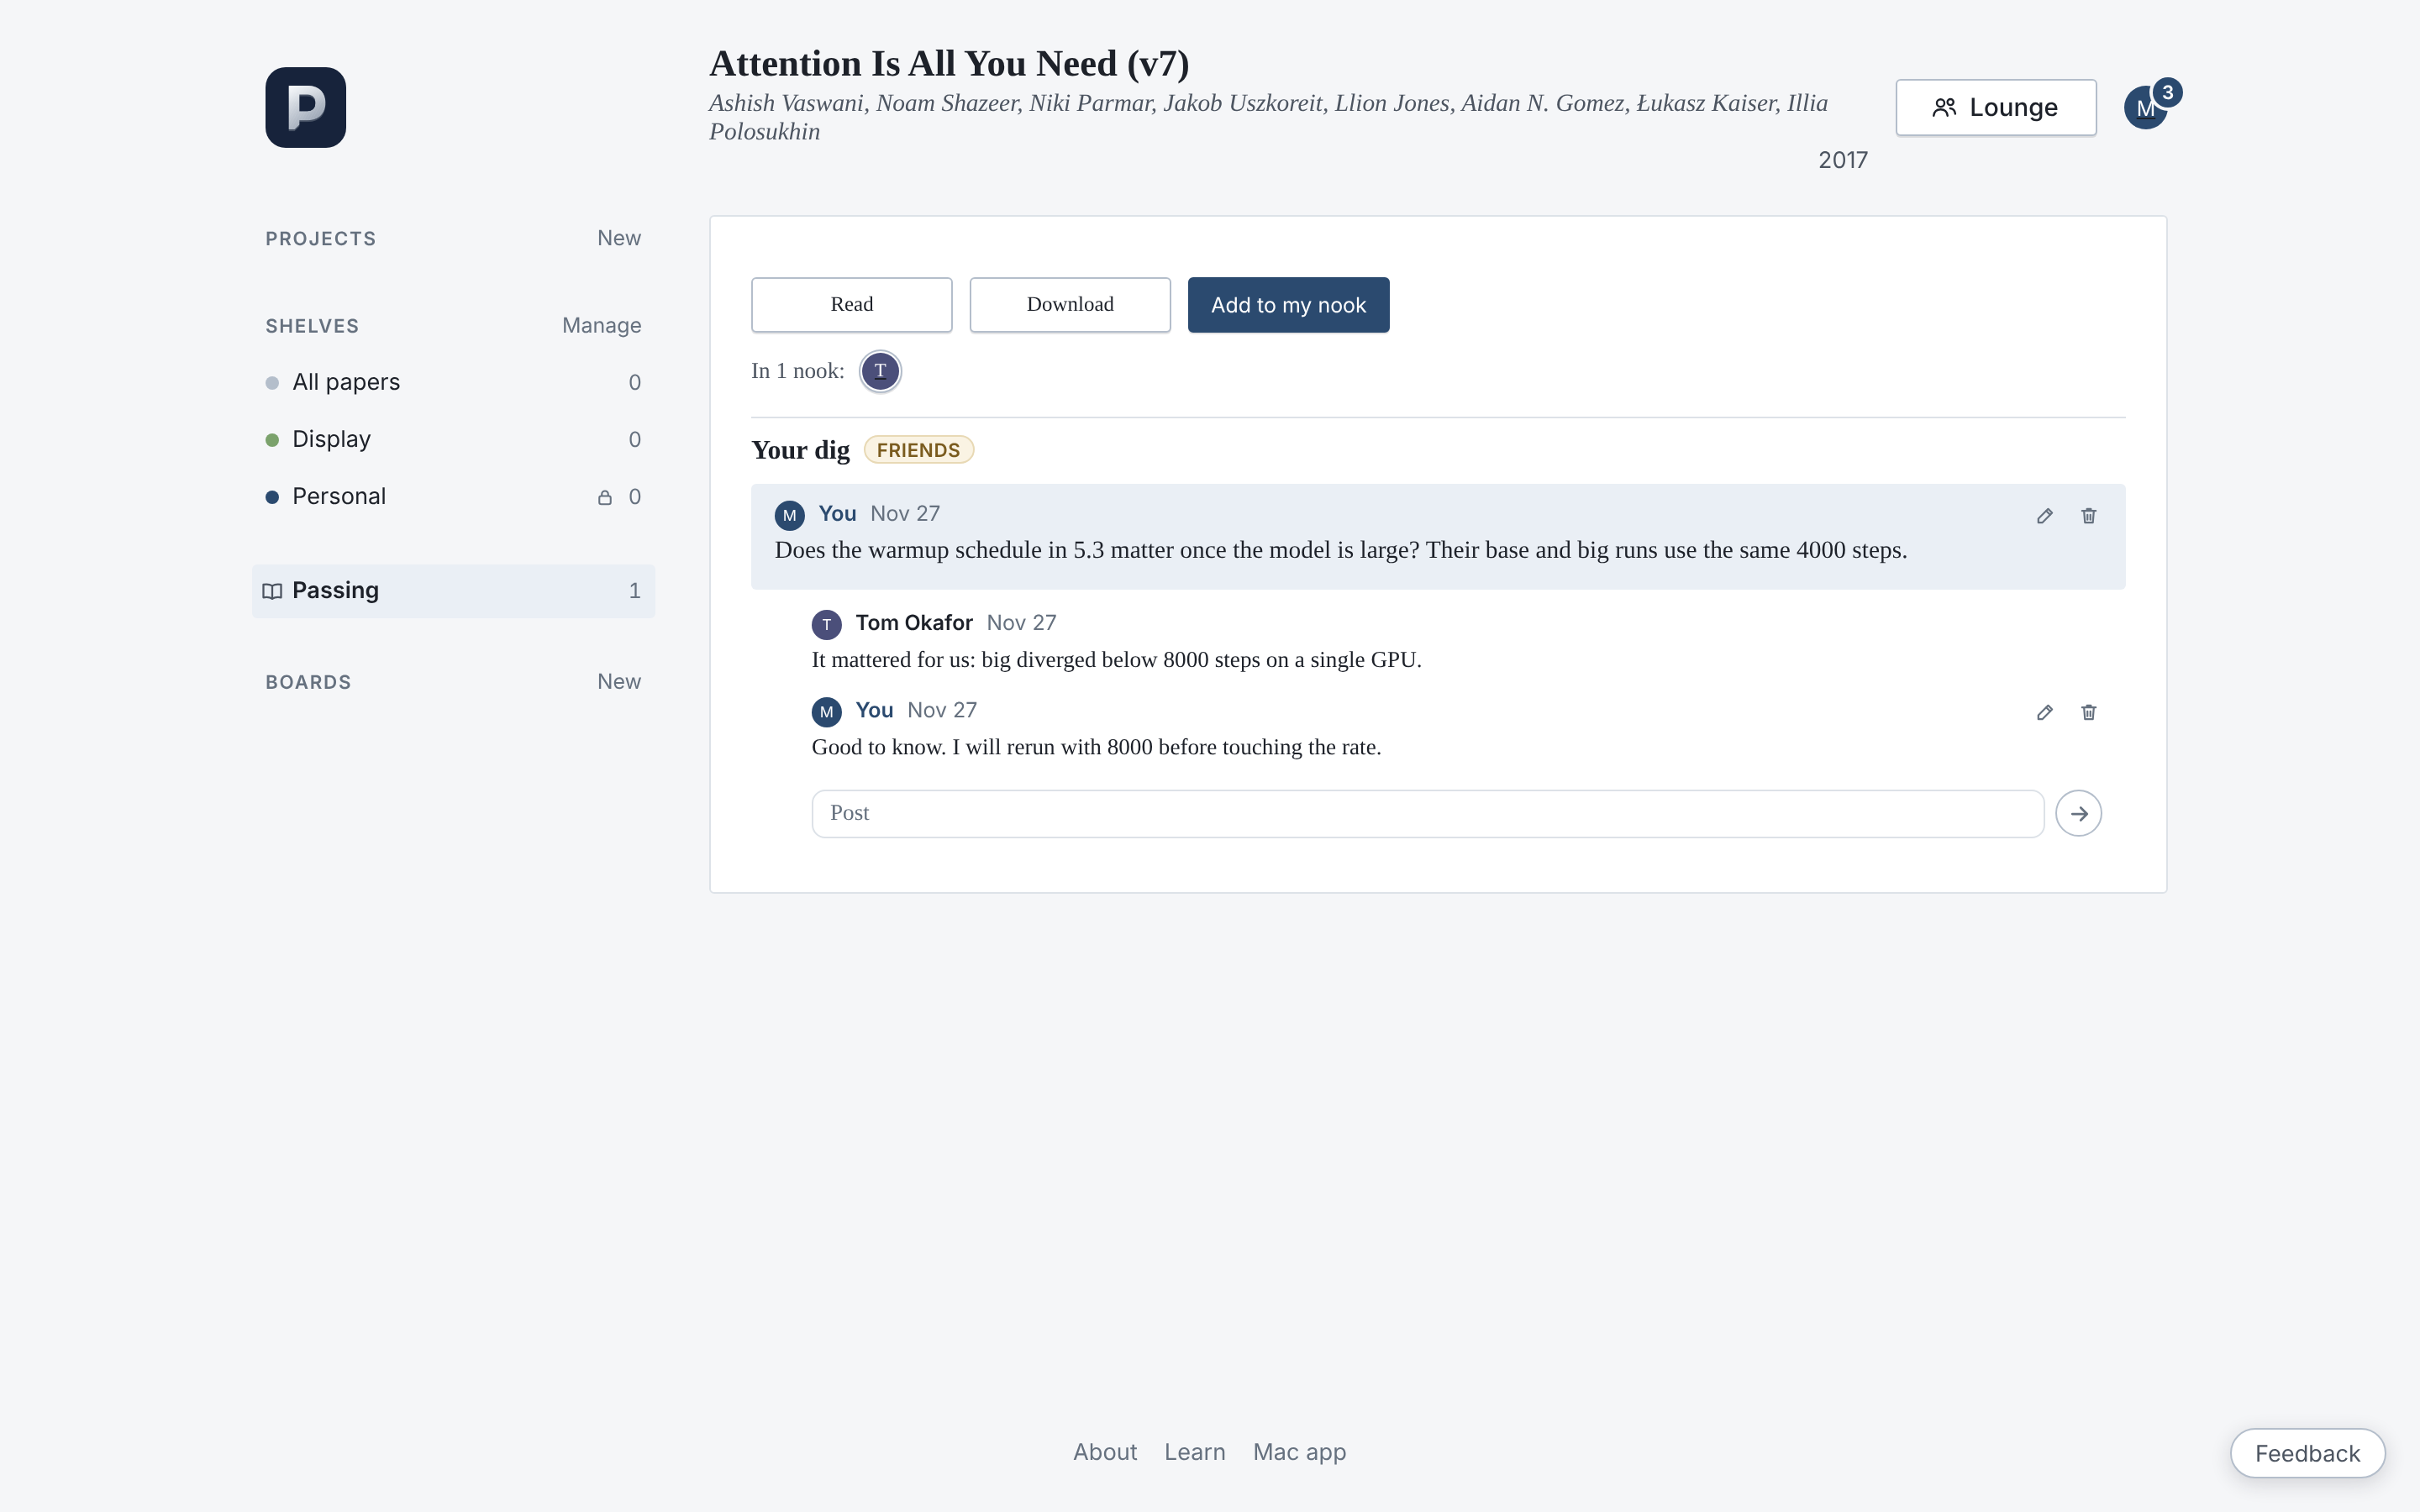 Attention Is All You Need (v7)
Ashish Vaswani, Noam Shazeer, Niki Parmar, Jakob Uszkoreit, Llion Jones, Aidan N. Gomez, Łukasz Kaiser, Illia
Polosukhin
2017
Lounge
M
3
P
PROJECTS New
SHELVES Manage
All papers 0
Display 0
Personal 0
Passing 1
BOARDS New
Read Download Add to my nook
In 1 nook: T
Your dig FRIENDS
M You Nov 27
Does the warmup schedule in 5.3 matter once the model is large? Their base and big runs use the same 4000 steps.
T Tom Okafor Nov 27
It mattered for us: big diverged below 8000 steps on a single GPU.
M You Nov 27
Good to know. I will rerun with 8000 before touching the rate.
Post
About Learn Mac app
Feedback